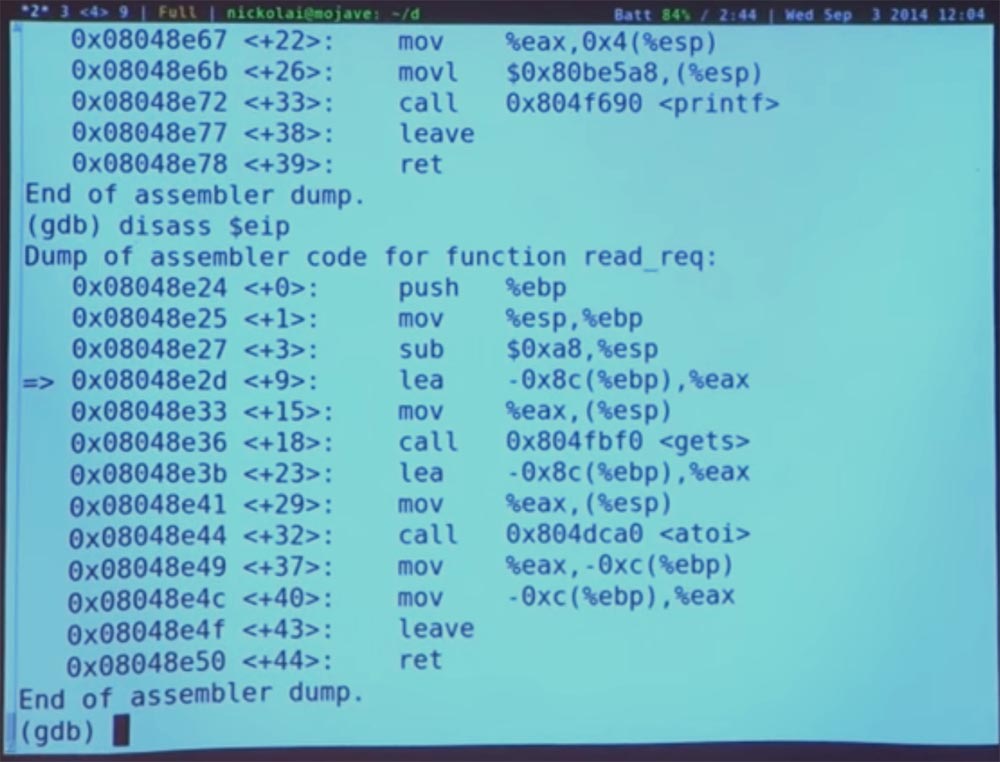 *2* 3 <4> 9 | Full | nickolai@mojave: ~/d Batt 84% / 2:44 | Wed Sep 3 2014 12:04
0x08048e67 <+22>: mov %eax,0x4(%esp)
0x08048e6b <+26>: movl $0x80be5a8,(%esp)
0x08048e72 <+33>: call 0x804f690 <printf>
0x08048e77 <+38>: leave
0x08048e78 <+39>: ret
End of assembler dump.
(gdb) disass $eip
Dump of assembler code for function read_req:
0x08048e24 <+0>: push %ebp
0x08048e25 <+1>: mov %esp,%ebp
0x08048e27 <+3>: sub $0xa8,%esp
=> 0x08048e2d <+9>: lea -0x8c(%ebp),%eax
0x08048e33 <+15>: mov %eax,(%esp)
0x08048e36 <+18>: call 0x804fbf0 <gets>
0x08048e3b <+23>: lea -0x8c(%ebp),%eax
0x08048e41 <+29>: mov %eax,(%esp)
0x08048e44 <+32>: call 0x804dca0 <atoi>
0x08048e49 <+37>: mov %eax,-0xc(%ebp)
0x08048e4c <+40>: mov -0xc(%ebp),%eax
0x08048e4f <+43>: leave
0x08048e50 <+44>: ret
End of assembler dump.
(gdb)